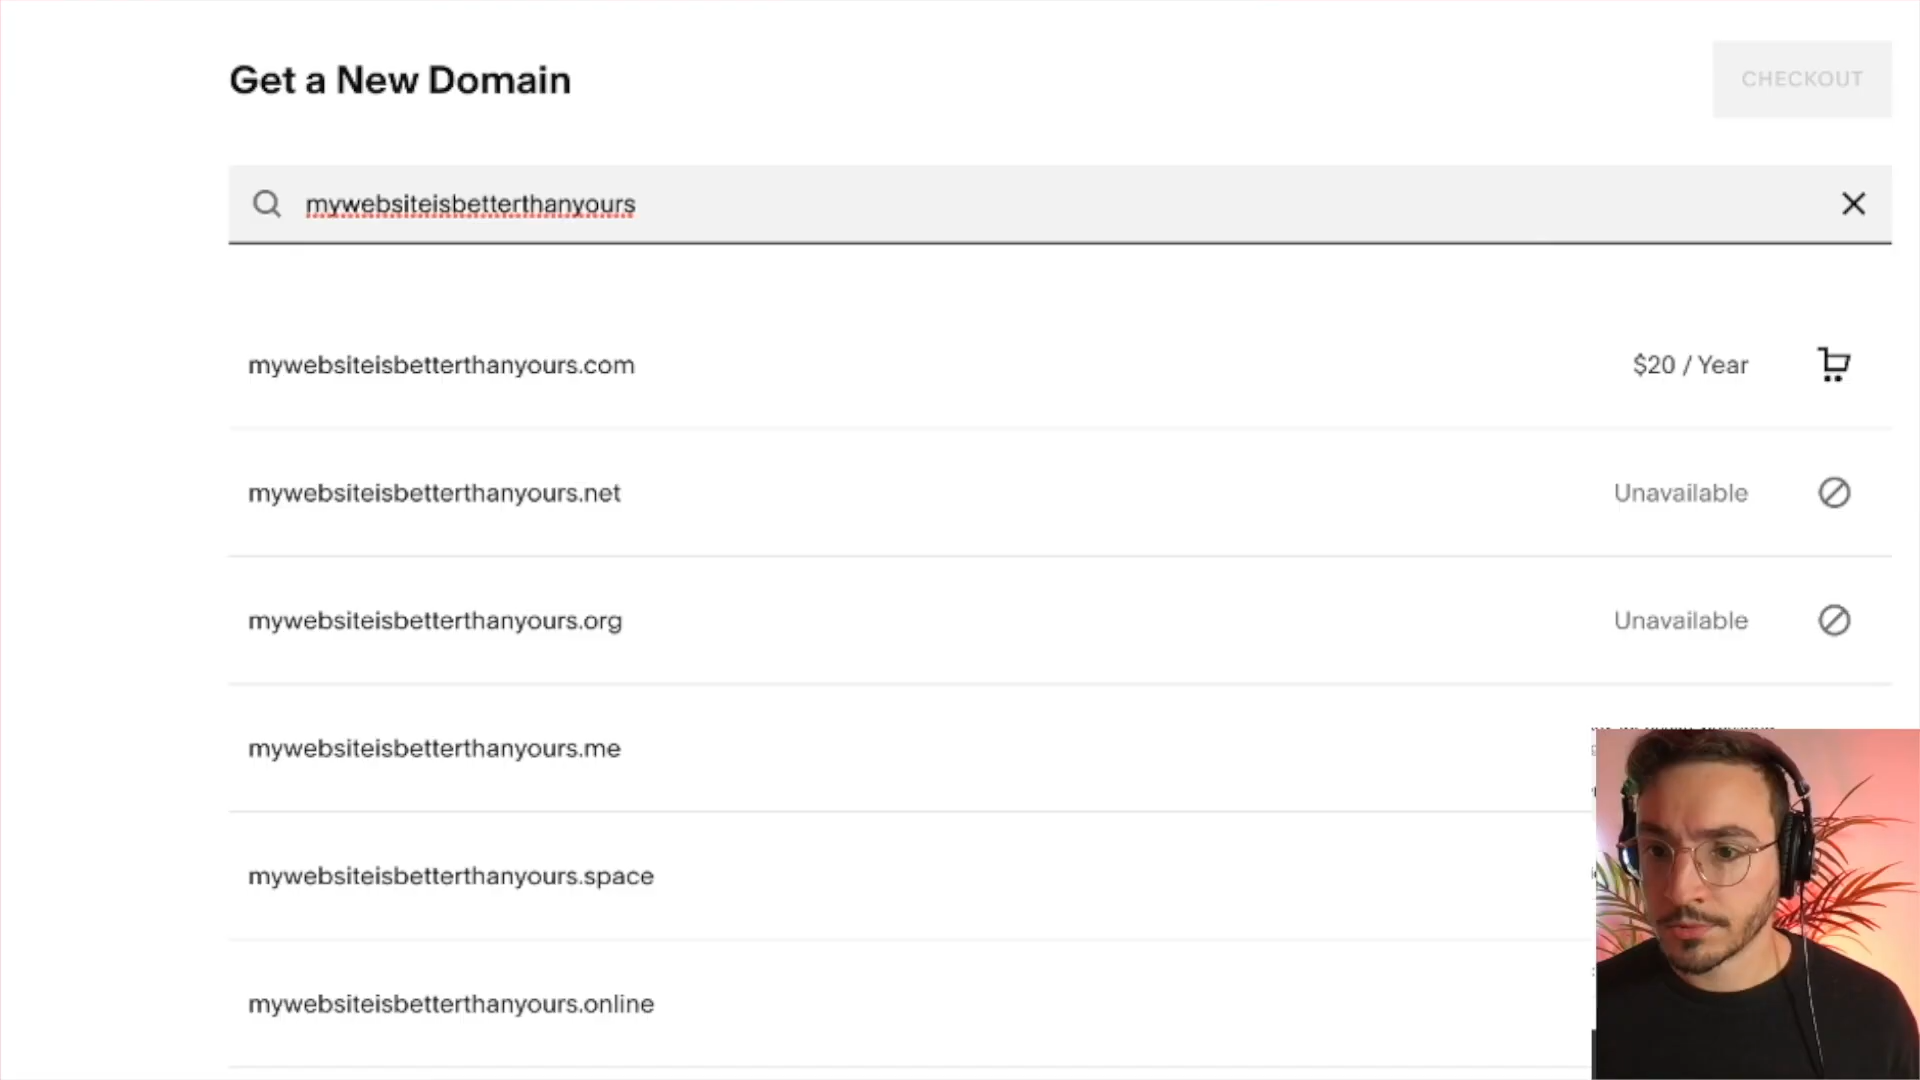 Get a New Domain
CHECKOUT
mywebsiteisbetterthanyours
mywebsiteisbetterthanyours.com $20 / Year
mywebsiteisbetterthanyours.net Unavailable
mywebsiteisbetterthanyours.org Unavailable
mywebsiteisbetterthanyours.me
mywebsiteisbetterthanyours.space
mywebsiteisbetterthanyours.online